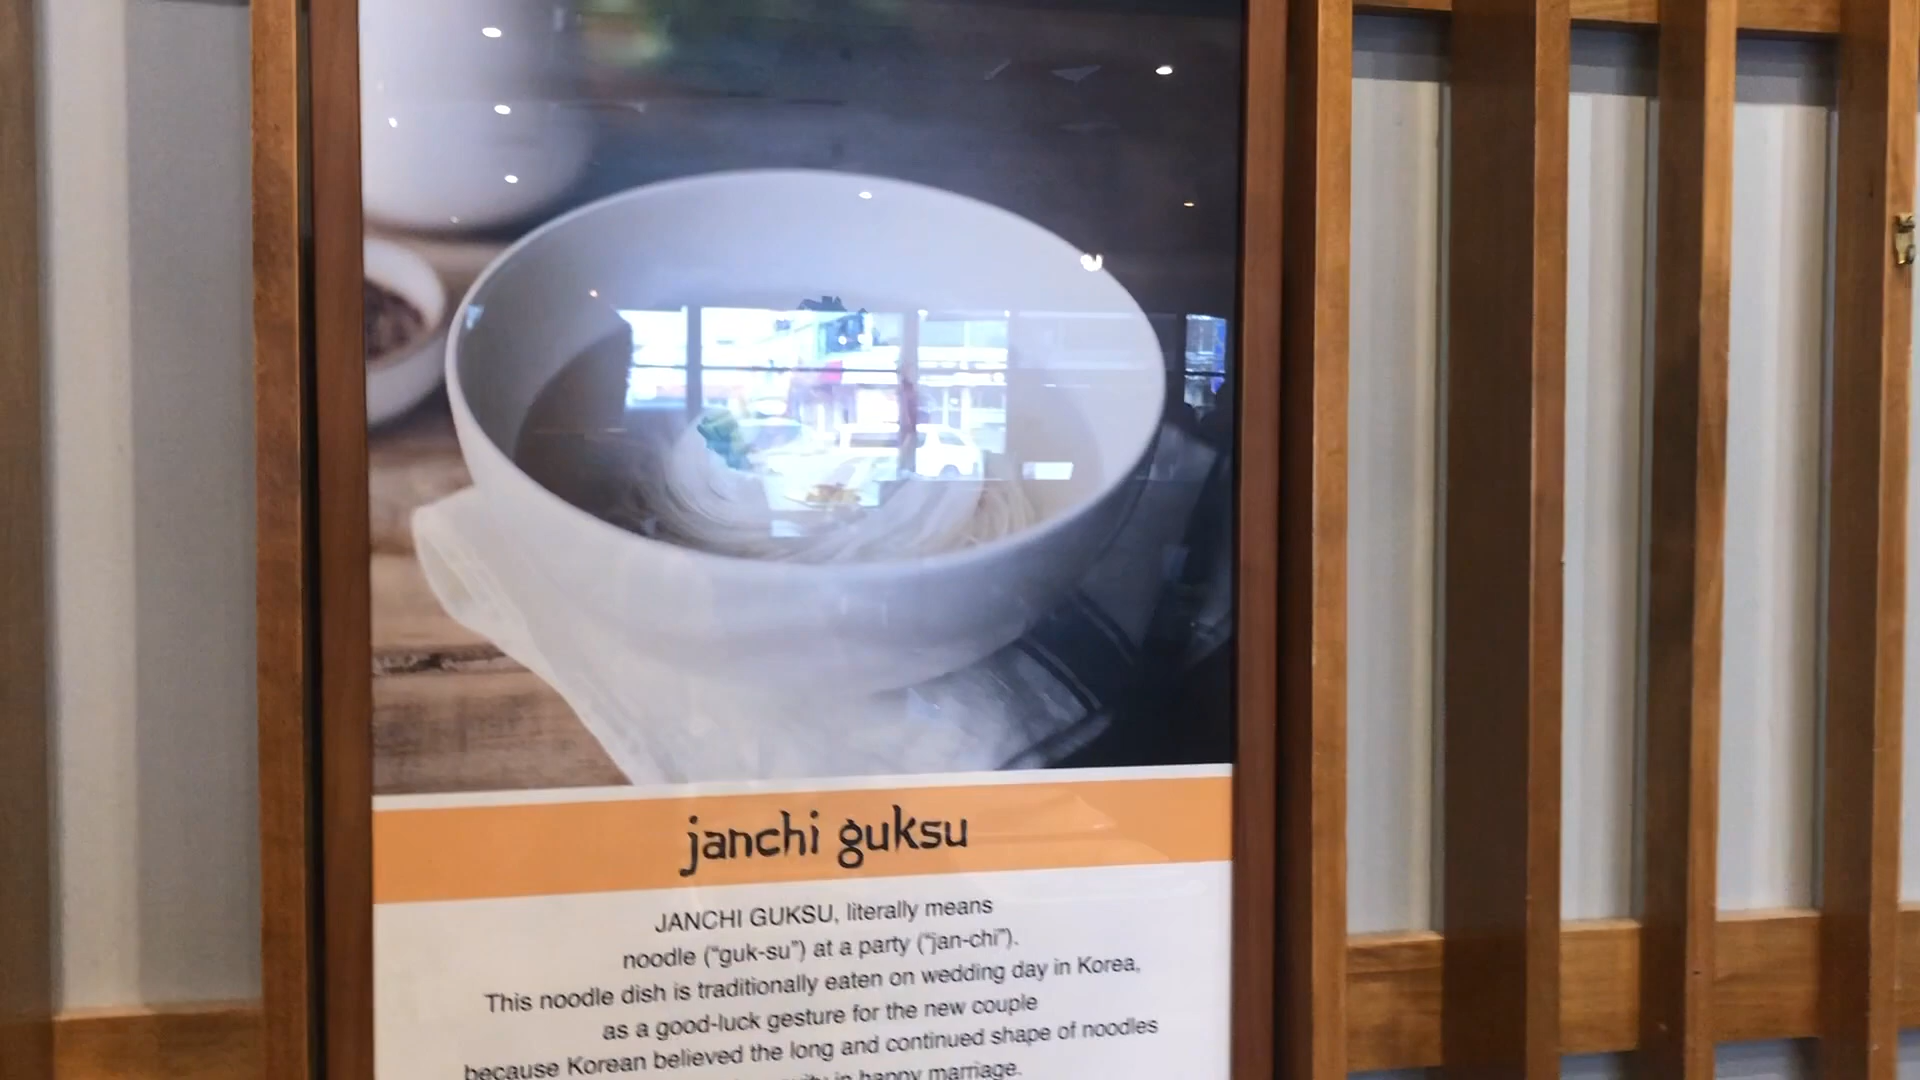 janchi guksu
JANCHI GUKSU, literally means
noodle ("guk-su") at a party ("jan-chi").
This noodle dish is traditionally eaten on wedding day in Korea,
as a good-luck gesture for the new couple
because Korean believed the long and continued shape of noodles
in happy marriage.